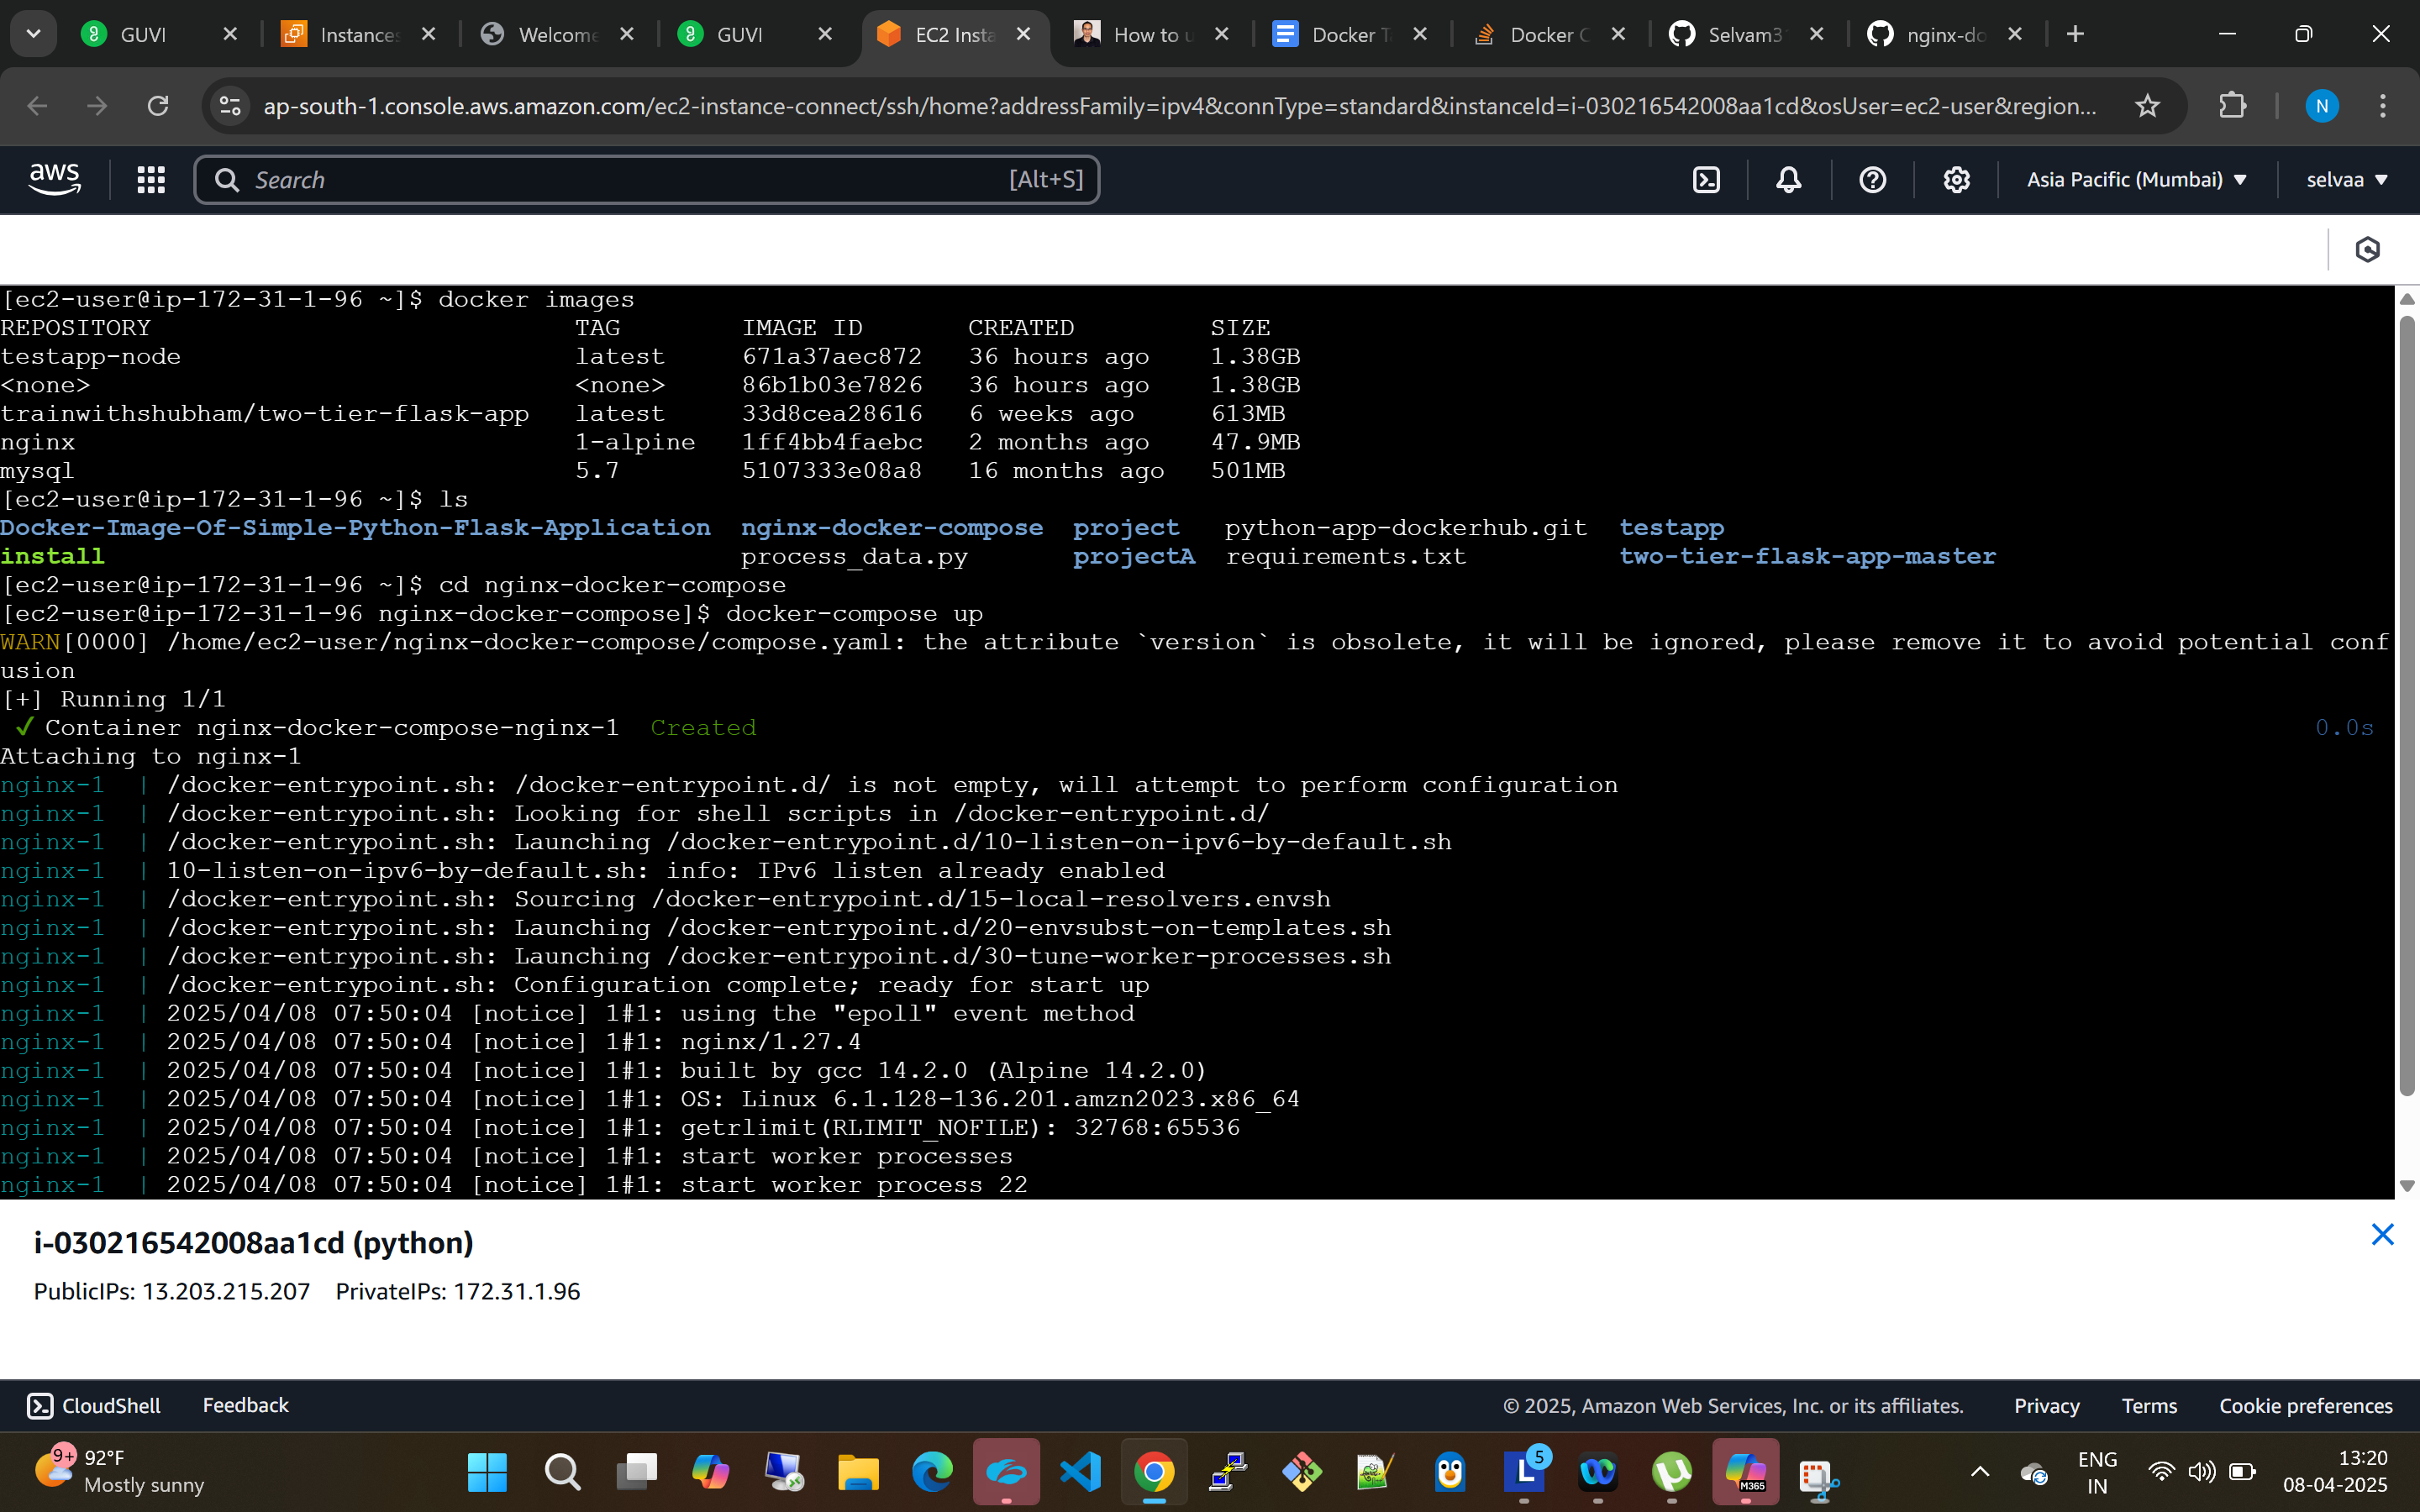 GUVI
Instances
Welcome
GUVI
EC2 Insta
How to u
Docker T
Docker C
Selvam3
nginx-do
ap-south-1.console.aws.amazon.com/ec2-instance-connect/ssh/home?addressFamily=ipv4&connType=standard&instanceId=i-030216542008aa1cd&osUser=ec2-user&region...
N
aws
Search
[Alt+S]
Asia Pacific (Mumbai)
selvaa
[ec2-user@ip-172-31-1-96 ~]$ docker images
REPOSITORY TAG IMAGE ID CREATED SIZE
testapp-node latest 671a37aec872 36 hours ago 1.38GB
<none> <none> 86b1b03e7826 36 hours ago 1.38GB
trainwithshubham/two-tier-flask-app latest 33d8cea28616 6 weeks ago 613MB
nginx 1-alpine 1ff4bb4faebc 2 months ago 47.9MB
mysql 5.7 5107333e08a8 16 months ago 501MB
[ec2-user@ip-172-31-1-96 ~]$ ls
Docker-Image-Of-Simple-Python-Flask-Application nginx-docker-compose project python-app-dockerhub.git testapp
install process_data.py projectA requirements.txt two-tier-flask-app-master
[ec2-user@ip-172-31-1-96 ~]$ cd nginx-docker-compose
[ec2-user@ip-172-31-1-96 nginx-docker-compose]$ docker-compose up
WARN[0000] /home/ec2-user/nginx-docker-compose/compose.yaml: the attribute `version` is obsolete, it will be ignored, please remove it to avoid potential conf
usion
[+] Running 1/1
✓ Container nginx-docker-compose-nginx-1 Created 0.0s
Attaching to nginx-1
nginx-1 | /docker-entrypoint.sh: /docker-entrypoint.d/ is not empty, will attempt to perform configuration
nginx-1 | /docker-entrypoint.sh: Looking for shell scripts in /docker-entrypoint.d/
nginx-1 | /docker-entrypoint.sh: Launching /docker-entrypoint.d/10-listen-on-ipv6-by-default.sh
nginx-1 | 10-listen-on-ipv6-by-default.sh: info: IPv6 listen already enabled
nginx-1 | /docker-entrypoint.sh: Sourcing /docker-entrypoint.d/15-local-resolvers.envsh
nginx-1 | /docker-entrypoint.sh: Launching /docker-entrypoint.d/20-envsubst-on-templates.sh
nginx-1 | /docker-entrypoint.sh: Launching /docker-entrypoint.d/30-tune-worker-processes.sh
nginx-1 | /docker-entrypoint.sh: Configuration complete; ready for start up
nginx-1 | 2025/04/08 07:50:04 [notice] 1#1: using the "epoll" event method
nginx-1 | 2025/04/08 07:50:04 [notice] 1#1: nginx/1.27.4
nginx-1 | 2025/04/08 07:50:04 [notice] 1#1: built by gcc 14.2.0 (Alpine 14.2.0)
nginx-1 | 2025/04/08 07:50:04 [notice] 1#1: OS: Linux 6.1.128-136.201.amzn2023.x86_64
nginx-1 | 2025/04/08 07:50:04 [notice] 1#1: getrlimit(RLIMIT_NOFILE): 32768:65536
nginx-1 | 2025/04/08 07:50:04 [notice] 1#1: start worker processes
nginx-1 | 2025/04/08 07:50:04 [notice] 1#1: start worker process 22
i-030216542008aa1cd (python)
PublicIPs: 13.203.215.207 PrivateIPs: 172.31.1.96
CloudShell
Feedback
© 2025, Amazon Web Services, Inc. or its affiliates.
Privacy
Terms
Cookie preferences
9+
92°F
Mostly sunny
L
5
M365
ENG
IN
13:20
08-04-2025